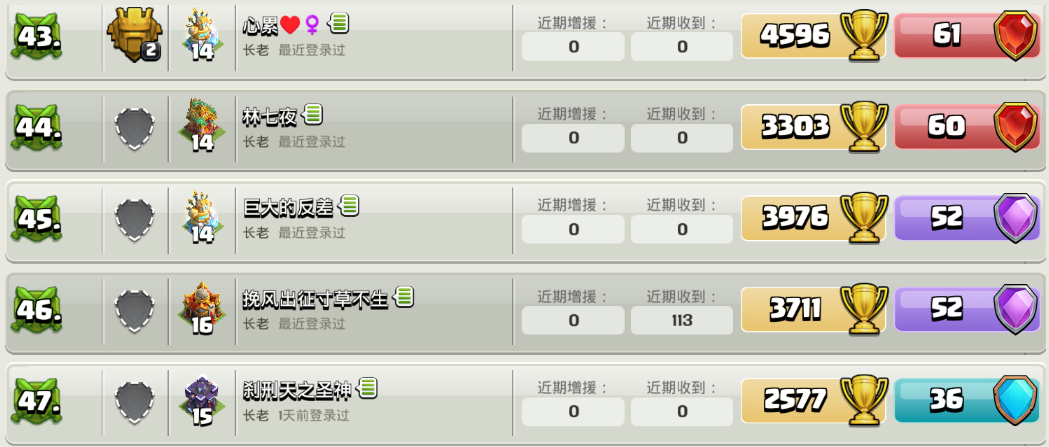 43.
2
14
心累❤♀
长老 最近登录过
近期增援： 近期收到：
0 0
4596
61
44.
14
林七夜
长老 最近登录过
近期增援： 近期收到：
0 0
3303
60
45.
14
巨大的反差
长老 最近登录过
近期增援： 近期收到：
0 0
3976
52
46.
16
挽风出征寸草不生
长老 最近登录过
近期增援： 近期收到：
0 113
3711
52
47.
15
刹刑天之圣神
长老 1天前登录过
近期增援： 近期收到：
0 0
2577
36